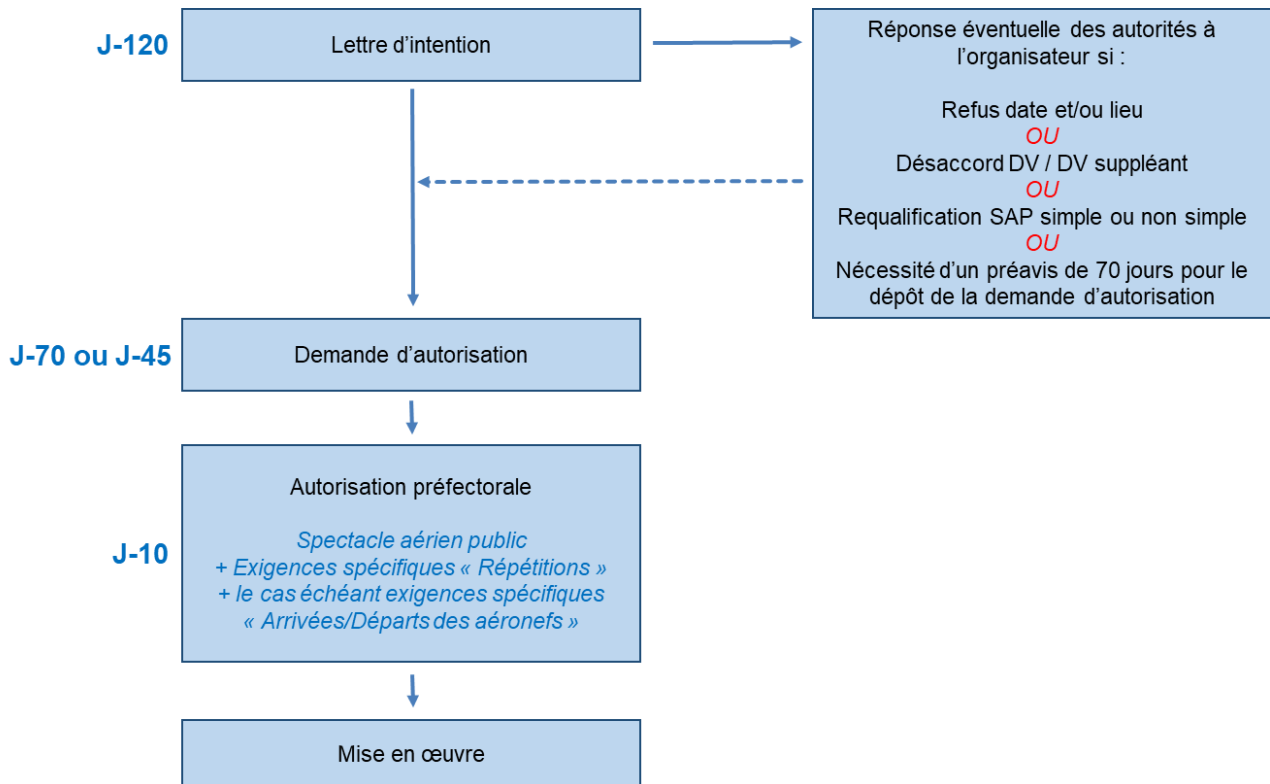 J-120
Lettre d’intention
Réponse éventuelle des autorités à
l’organisateur si :
Refus date et/ou lieu
OU
Désaccord DV / DV suppléant
OU
Requalification SAP simple ou non simple
OU
Nécessité d’un préavis de 70 jours pour le
dépôt de la demande d’autorisation
J-70 ou J-45
Demande d’autorisation
J-10
Autorisation préfectorale
Spectacle aérien public
+ Exigences spécifiques « Répétitions »
+ le cas échéant exigences spécifiques
« Arrivées/Départs des aéronefs »
Mise en œuvre